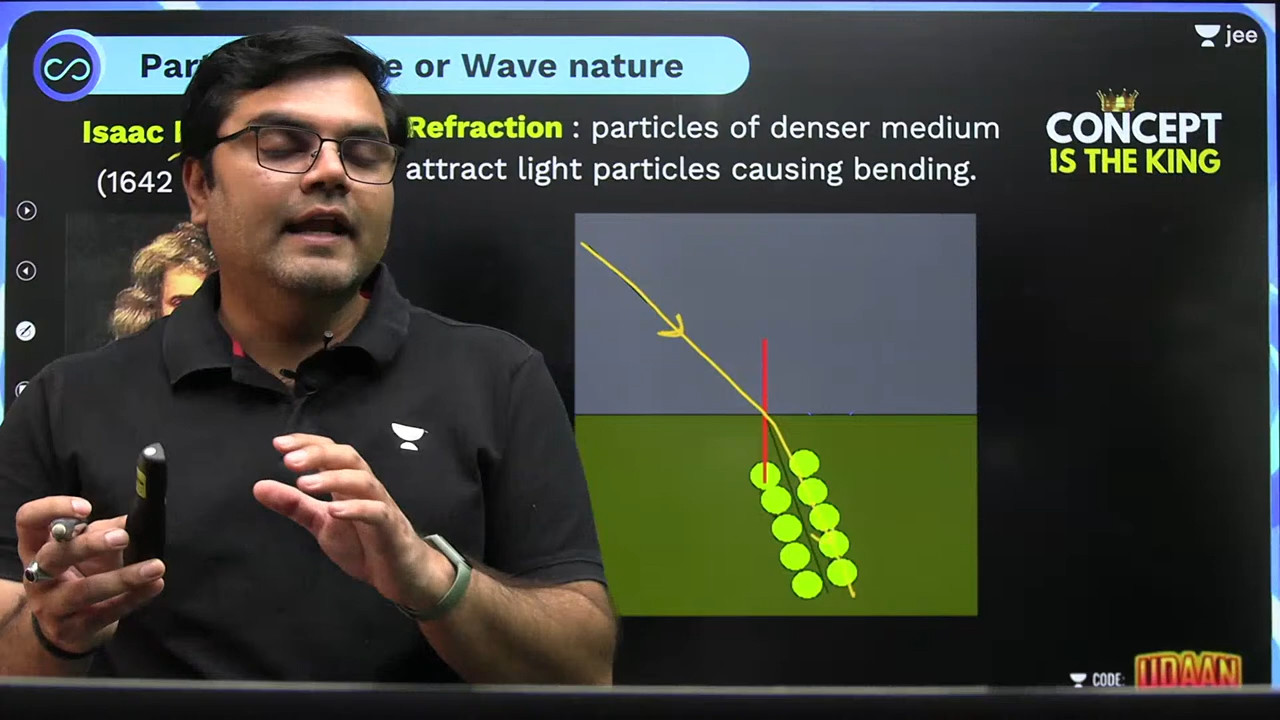 jee
e or Wave nature
Isaac
(1642
Refraction : particles of denser medium
attract light particles causing bending.
CONCEPT
IS THE KING
CODE:
UDAAN